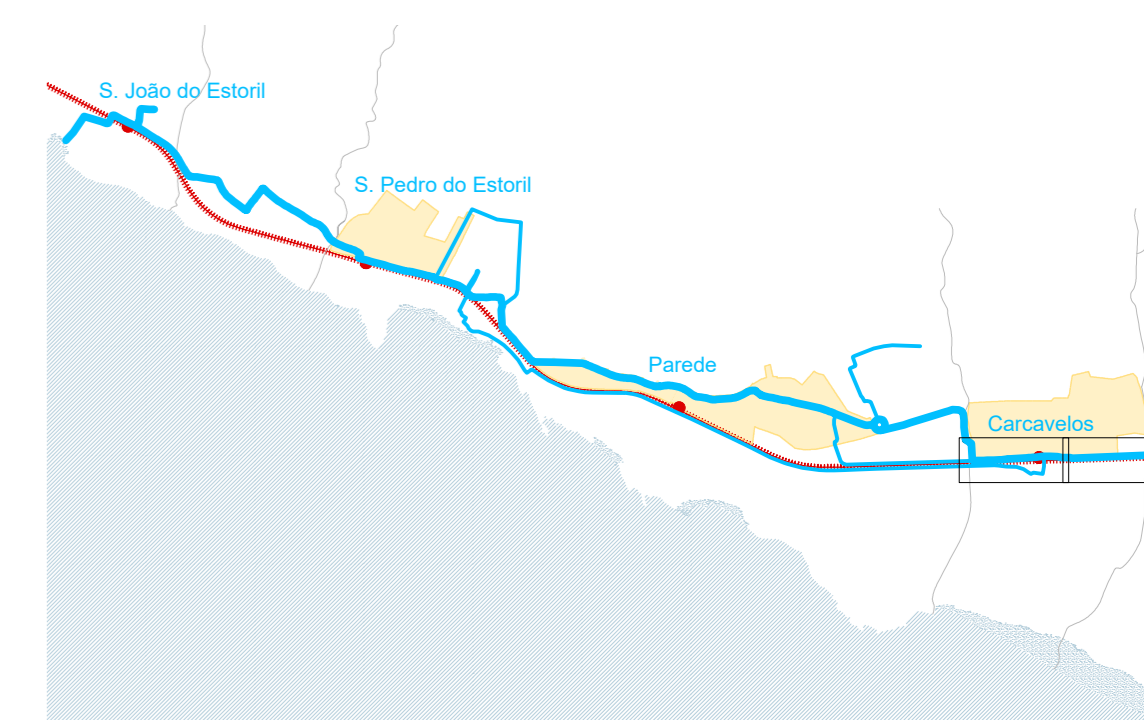 S. João do Estoril
S. Pedro do Estoril
Parede
Carcavelos